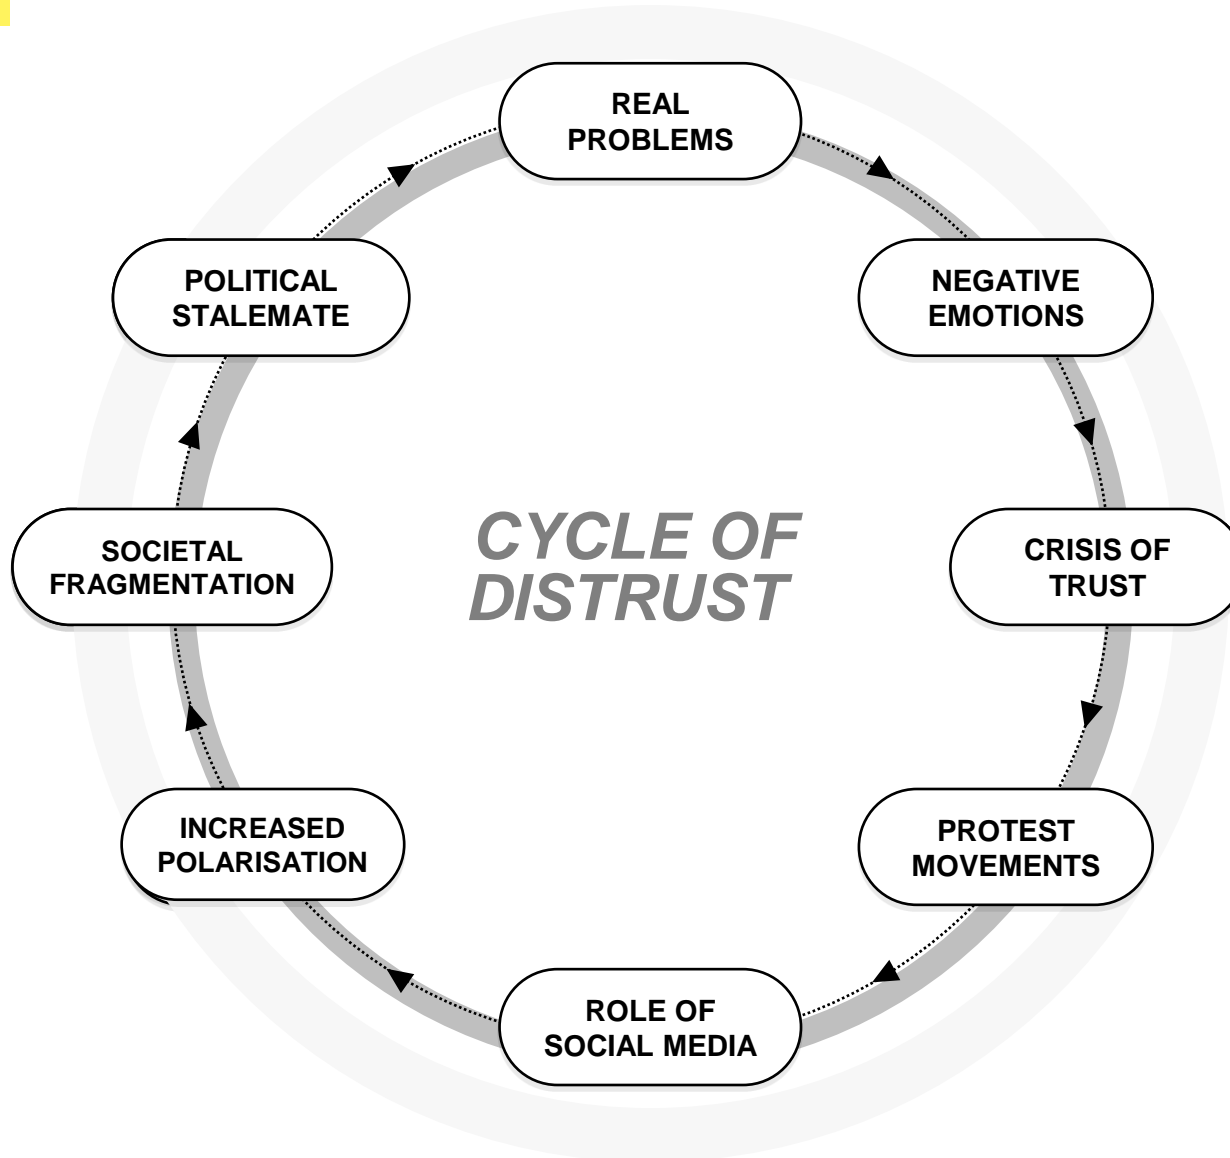 REAL
PROBLEMS
NEGATIVE
EMOTIONS
CRISIS OF
TRUST
PROTEST
MOVEMENTS
ROLE OF
SOCIAL MEDIA
INCREASED
POLARISATION
SOCIETAL
FRAGMENTATION
POLITICAL
STALEMATE
CYCLE OF
DISTRUST